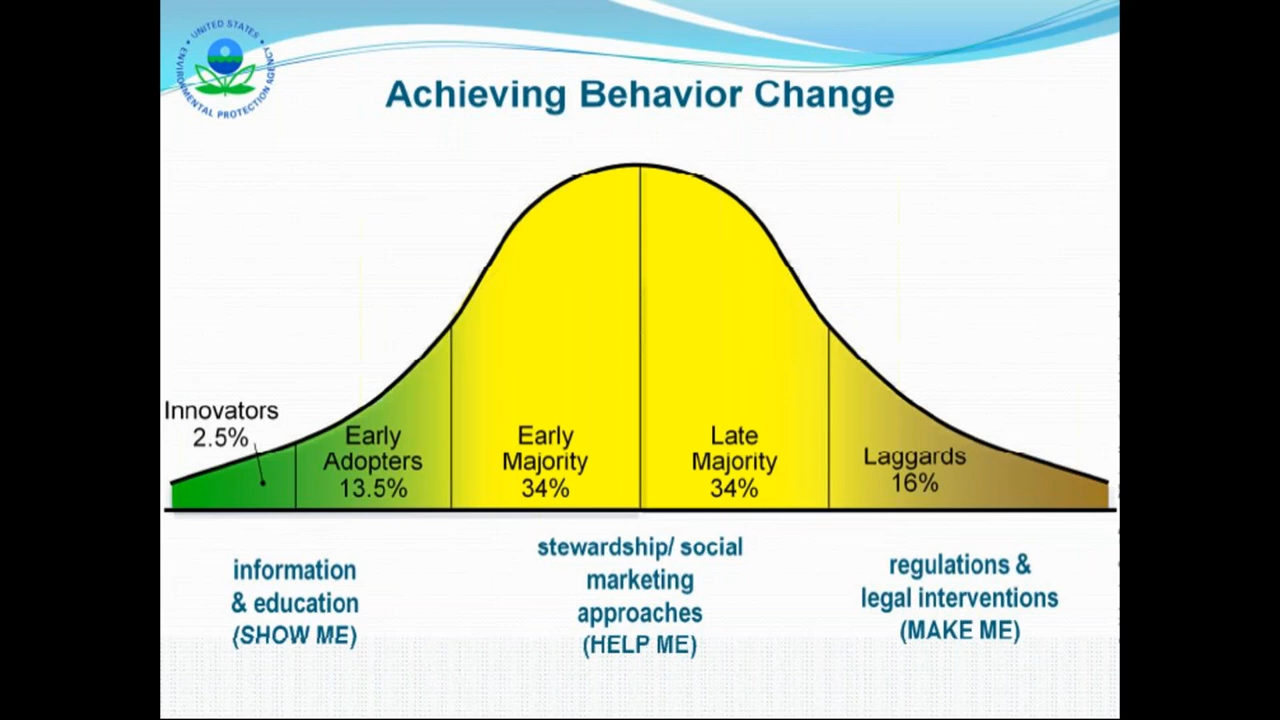 UNITED STATES
ENVIRONMENTAL PROTECTION AGENCY
Achieving Behavior Change
Innovators
2.5%
Early
Adopters
13.5%
Early
Majority
34%
Late
Majority
34%
Laggards
16%
information
& education
(SHOW ME)
stewardship/ social
marketing
approaches
(HELP ME)
regulations &
legal interventions
(MAKE ME)